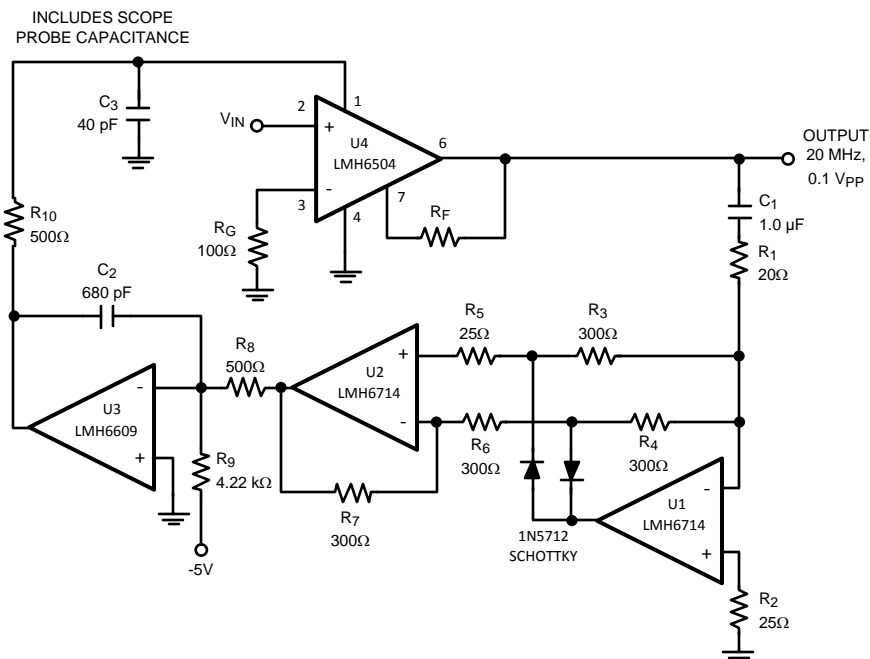 INCLUDES SCOPE
PROBE CAPACITANCE
C3
40 pF
1
2
VIN
+
U4
LMH6504
6
-
3
4
7
RF
RG
100Ω
OUTPUT
20 MHz,
0.1 VPP
C1
1.0 µF
R1
20Ω
R10
500Ω
C2
680 pF
R8
500Ω
-
U3
LMH6609
+
R9
4.22 kΩ
-5V
+
U2
LMH6714
-
R5
25Ω
R3
300Ω
R6
300Ω
R4
300Ω
R7
300Ω
1N5712
SCHOTTKY
-
U1
LMH6714
+
R2
25Ω